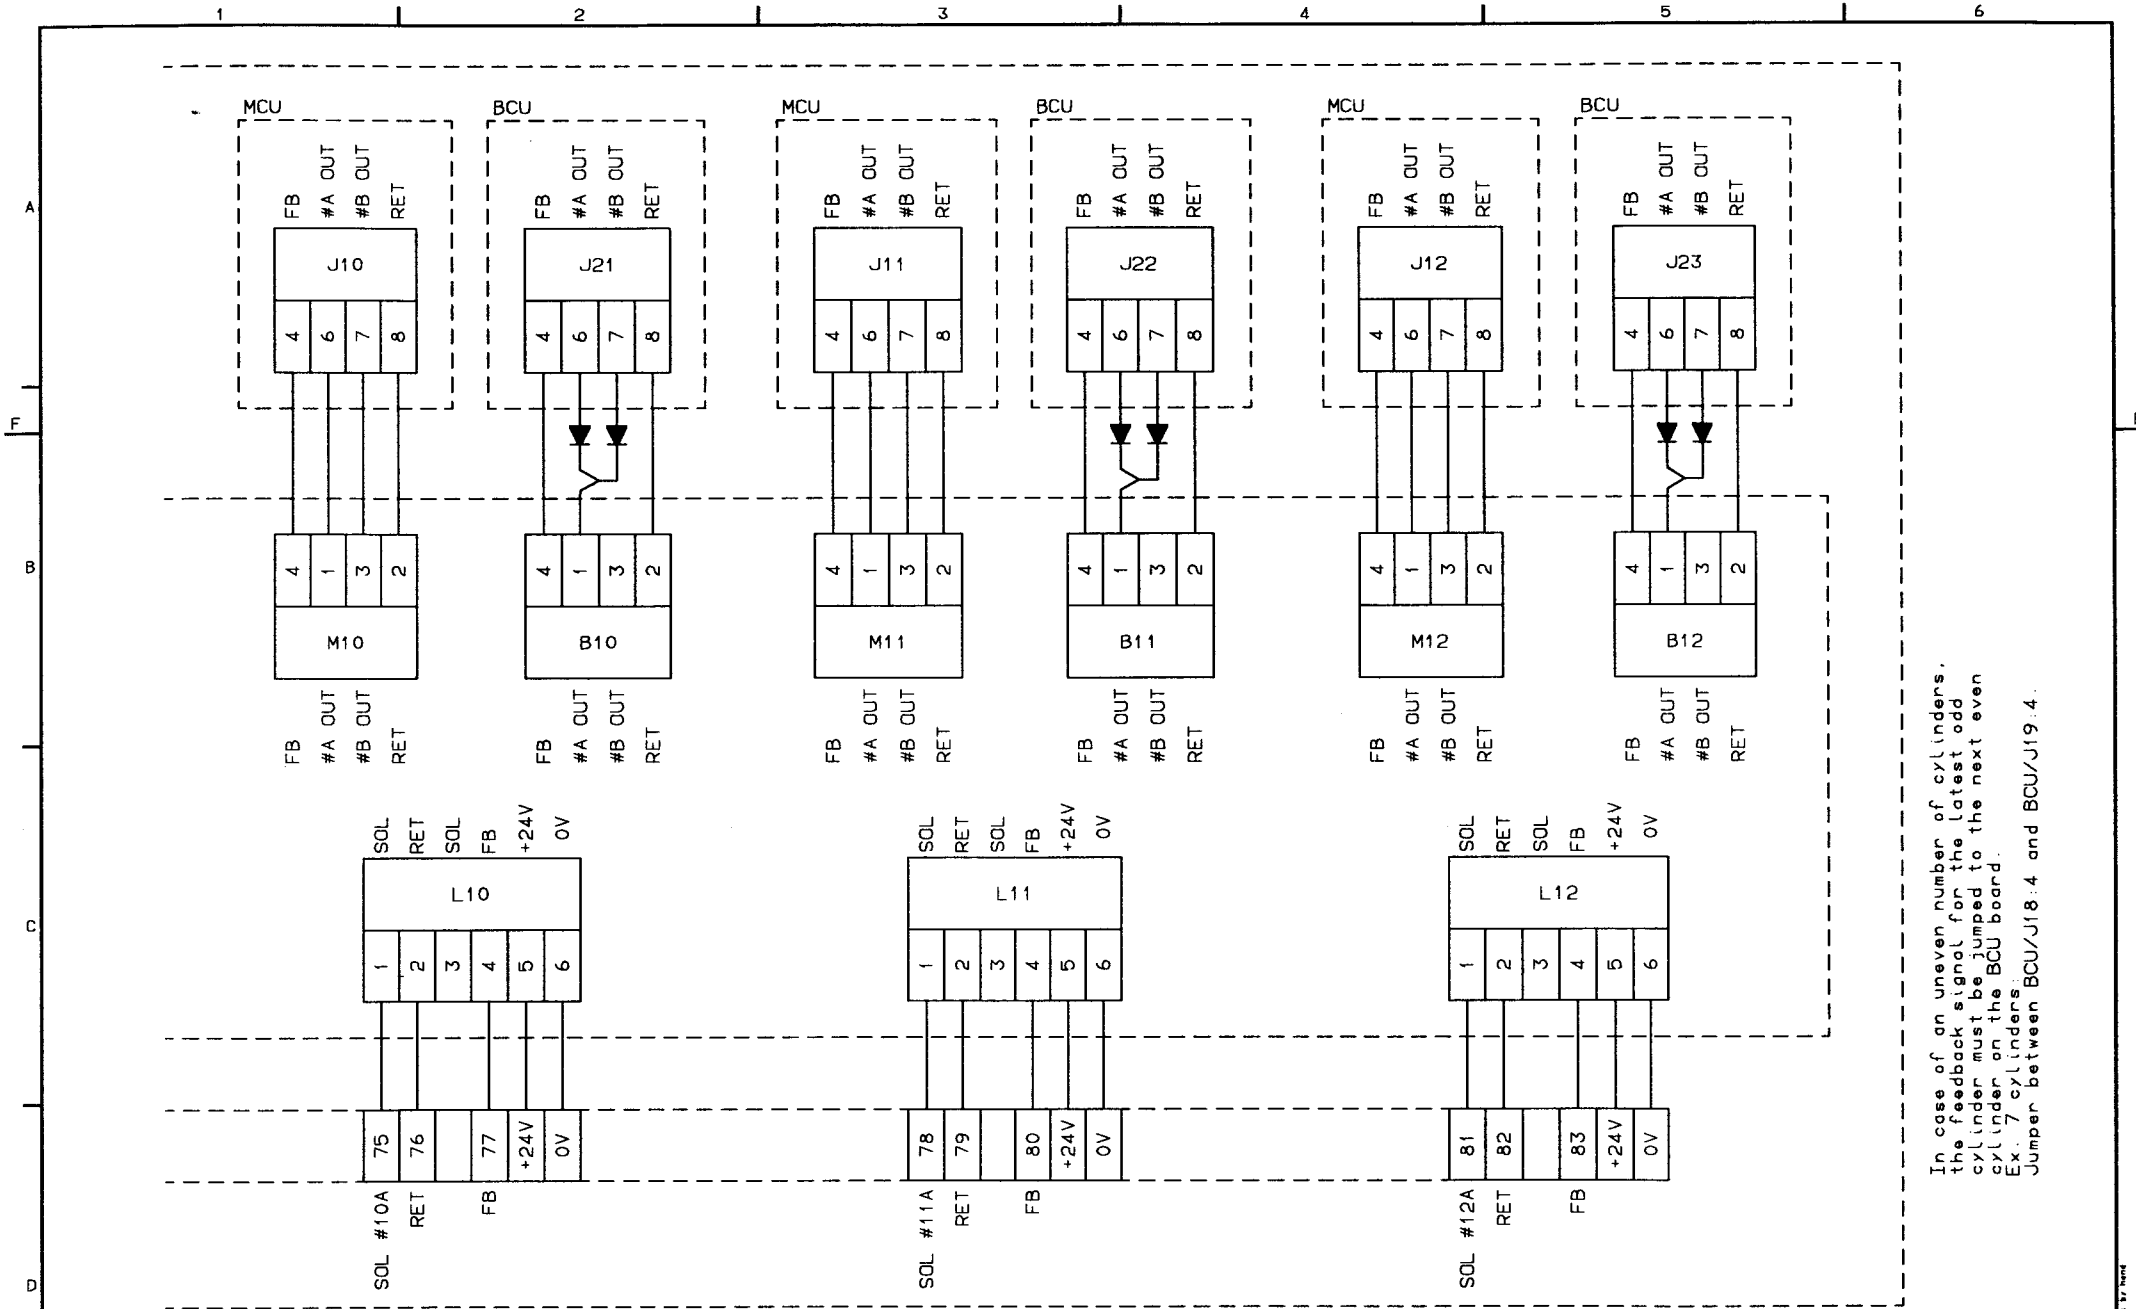 1 2 3 4 5 6
MCU BCU MCU BCU MCU BCU
FB #A OUT #B OUT RET FB #A OUT #B OUT RET FB #A OUT #B OUT RET FB #A OUT #B OUT RET FB #A OUT #B OUT RET FB #A OUT #B OUT RET
A
J10 J21 J11 J22 J12 J23
4 6 7 8 4 6 7 8 4 6 7 8 4 6 7 8 4 6 7 8 4 6 7 8
F
B
4 1 3 2 4 1 3 2 4 1 3 2 4 1 3 2 4 1 3 2 4 1 3 2
M10 B10 M11 B11 M12 B12
FB #A OUT #B OUT RET FB #A OUT #B OUT RET FB #A OUT #B OUT RET FB #A OUT #B OUT RET FB #A OUT #B OUT RET FB #A OUT #B OUT RET
SOL RET SOL FB +24V 0V SOL RET SOL FB +24V 0V SOL RET SOL FB +24V 0V
L10 L11 L12
C
1 2 3 4 5 6 1 2 3 4 5 6 1 2 3 4 5 6
75 76 77 +24V 0V 78 79 80 +24V 0V 81 82 83 +24V 0V
SOL #10A RET FB SOL #11A RET FB SOL #12A RET FB
D
In case of an uneven number of cylinders,
the feedback signal for the latest odd
cylinder must be jumped to the next even
cylinder on the BCU board.
Ex. 7 cylinders:
Jumper between BCU/J18:4 and BCU/J19:4.